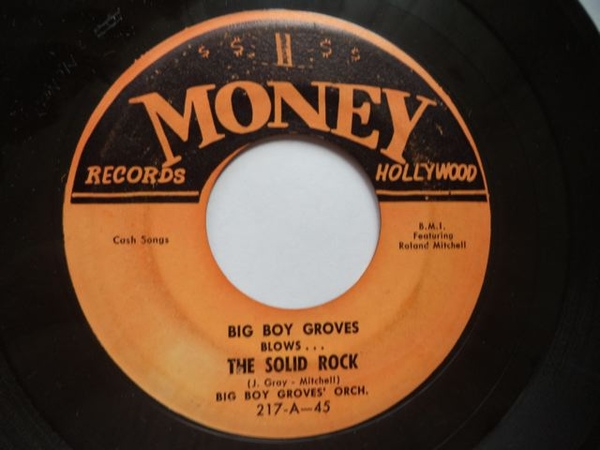 $ $ $ $
MONEY
RECORDS HOLLYWOOD
Cash Songs
B.M.I.
Featuring
Roland Mitchell
BIG BOY GROVES
BLOWS...
THE SOLID ROCK
(J. Gray - Mitchell)
BIG BOY GROVES' ORCH.
217-A-45